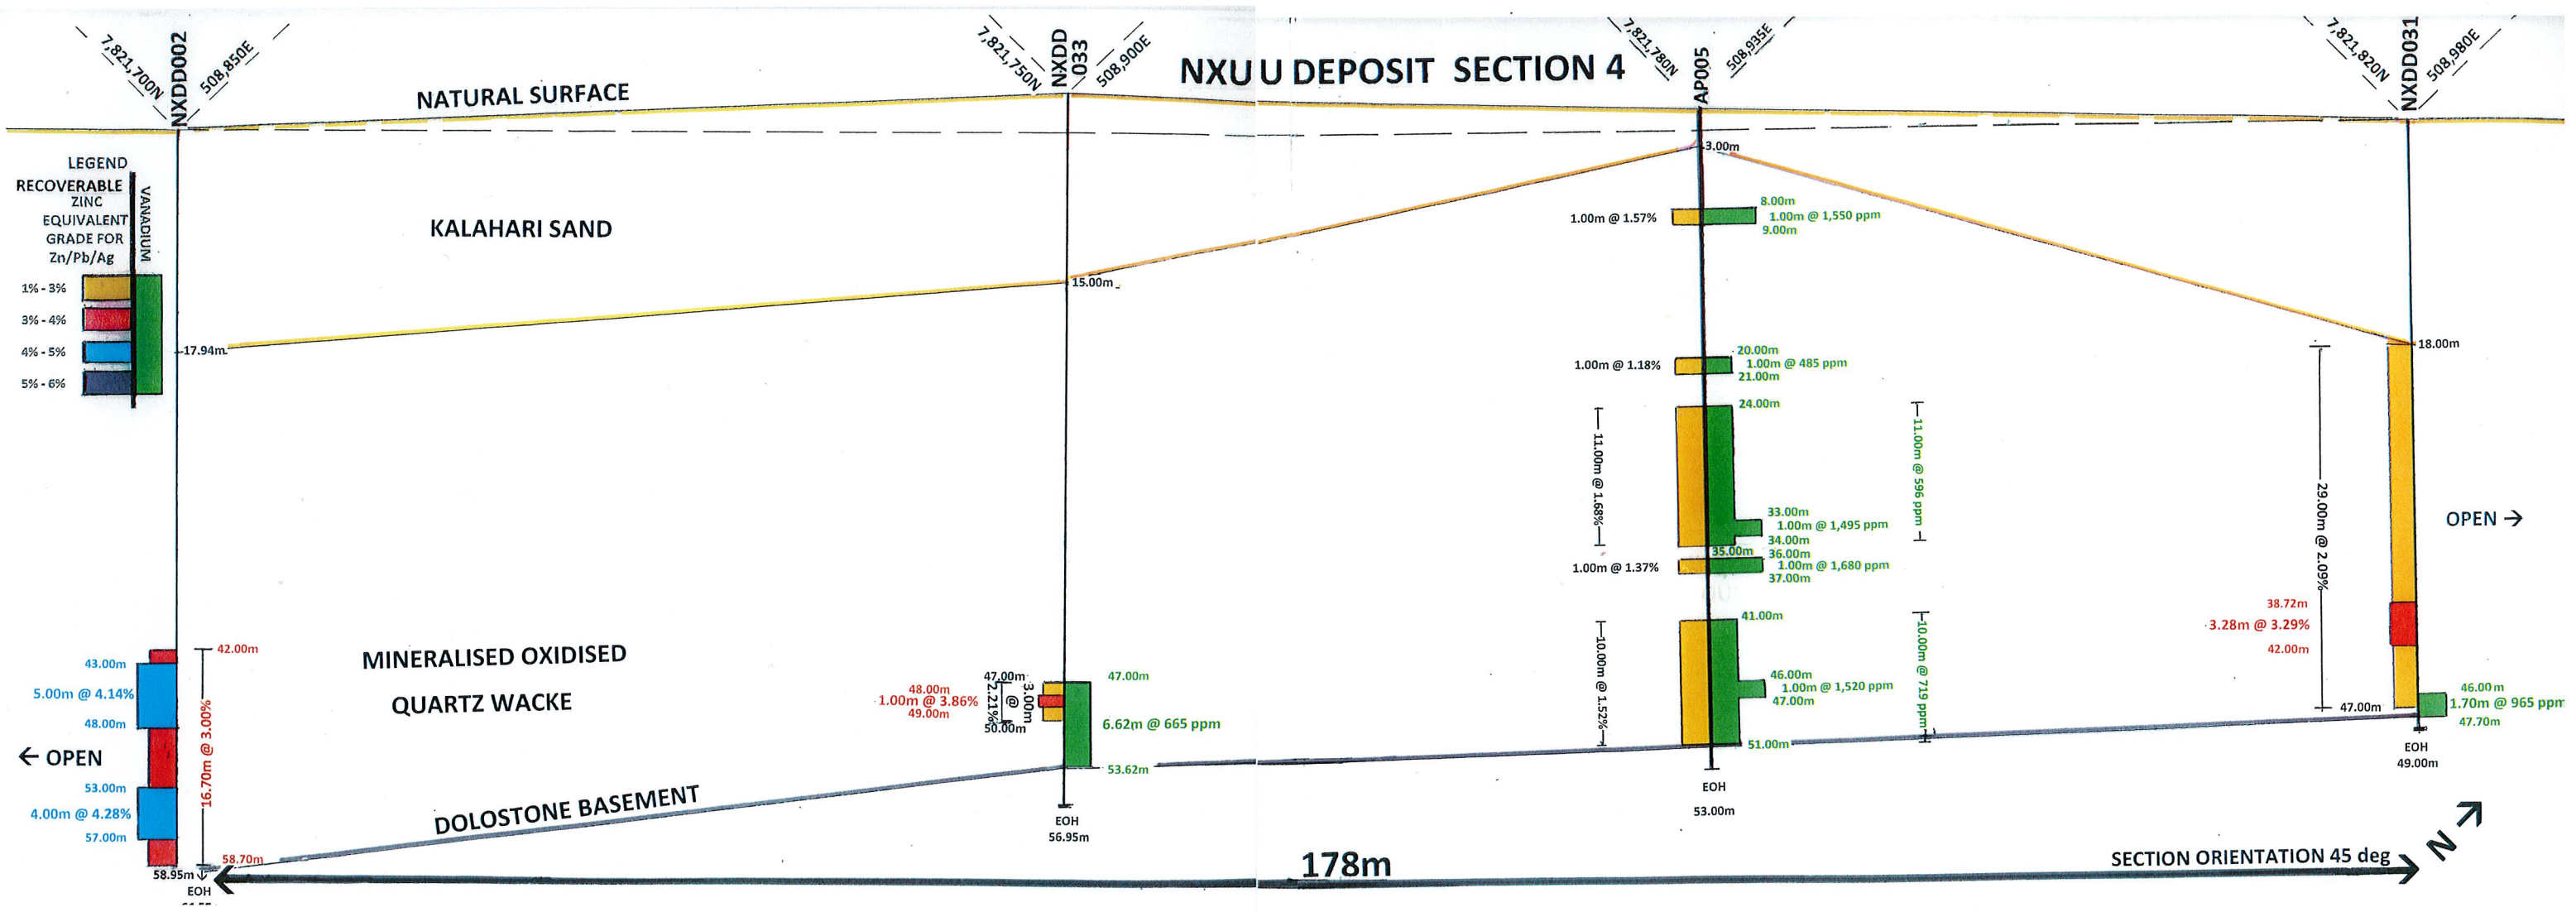 NXUU DEPOSIT SECTION 4
7,821,700N
NXDD002
508,850E
7,821,750N
NXDD
033
508,900E
7,821,780N
AP005
508,935E
7,821,820N
NXDD031
508,980E
NATURAL SURFACE
LEGEND
RECOVERABLE
ZINC
EQUIVALENT
GRADE FOR
Zn/Pb/Ag
VANADIUM
1% - 3%
3% - 4%
4% - 5%
5% - 6%
KALAHARI SAND
17.94m
15.00m
3.00m
18.00m
MINERALISED OXIDISED
QUARTZ WACKE
DOLOSTONE BASEMENT
← OPEN
42.00m
43.00m
5.00m @ 4.14%
48.00m
53.00m
4.00m @ 4.28%
57.00m
16.70m @ 3.00%
58.70m
58.95m
EOH
47.00m
48.00m
1.00m @ 3.86%
49.00m
50.00m
3.00m
@
2.21%
47.00m
6.62m @ 665 ppm
53.62m
EOH
56.95m
1.00m @ 1.57%
8.00m
1.00m @ 1,550 ppm
9.00m
1.00m @ 1.18%
20.00m
1.00m @ 485 ppm
21.00m
24.00m
11.00m @ 1.68%
11.00m @ 596 ppm
33.00m
1.00m @ 1,495 ppm
34.00m
35.00m
36.00m
1.00m @ 1.37%
1.00m @ 1,680 ppm
37.00m
41.00m
10.00m @ 1.52%
10.00m @ 719 ppm
46.00m
1.00m @ 1,520 ppm
47.00m
51.00m
EOH
53.00m
29.00m @ 2.09%
OPEN →
38.72m
3.28m @ 3.29%
42.00m
47.00m
46.00m
1.70m @ 965 ppm
47.70m
EOH
49.00m
178m
SECTION ORIENTATION 45 deg
N